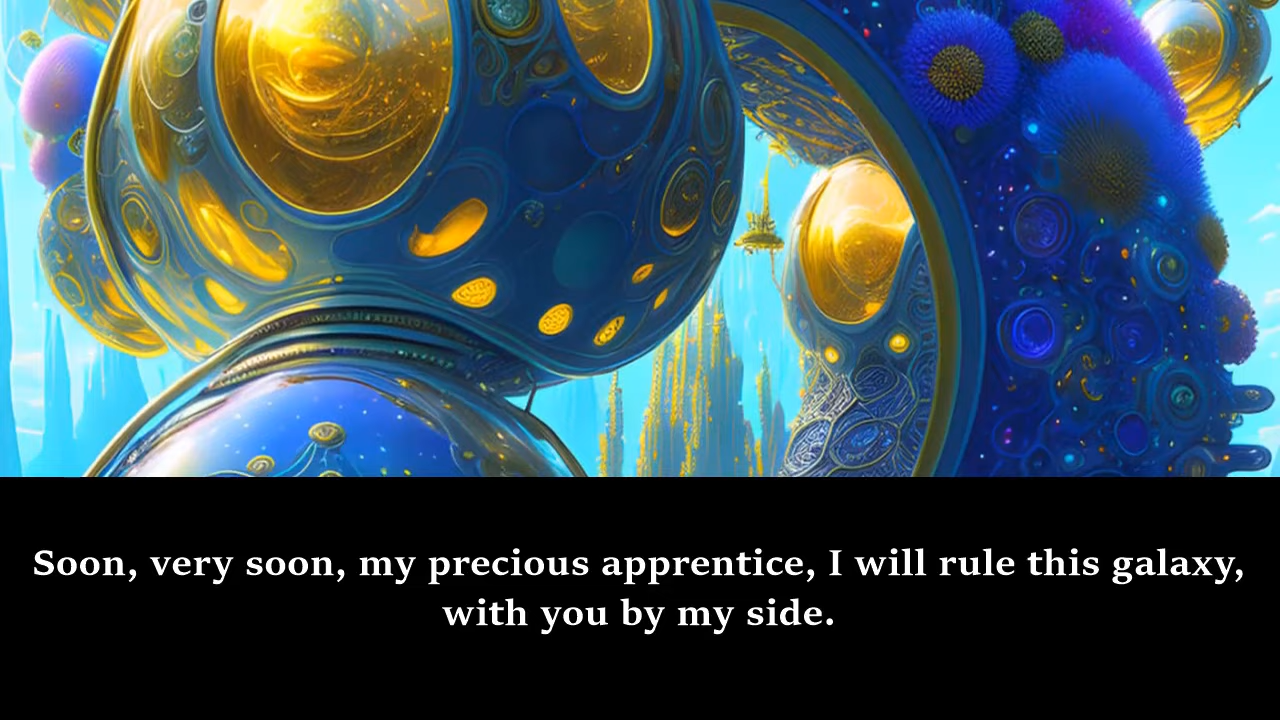 Soon, very soon, my precious apprentice, I will rule this galaxy,
with you by my side.